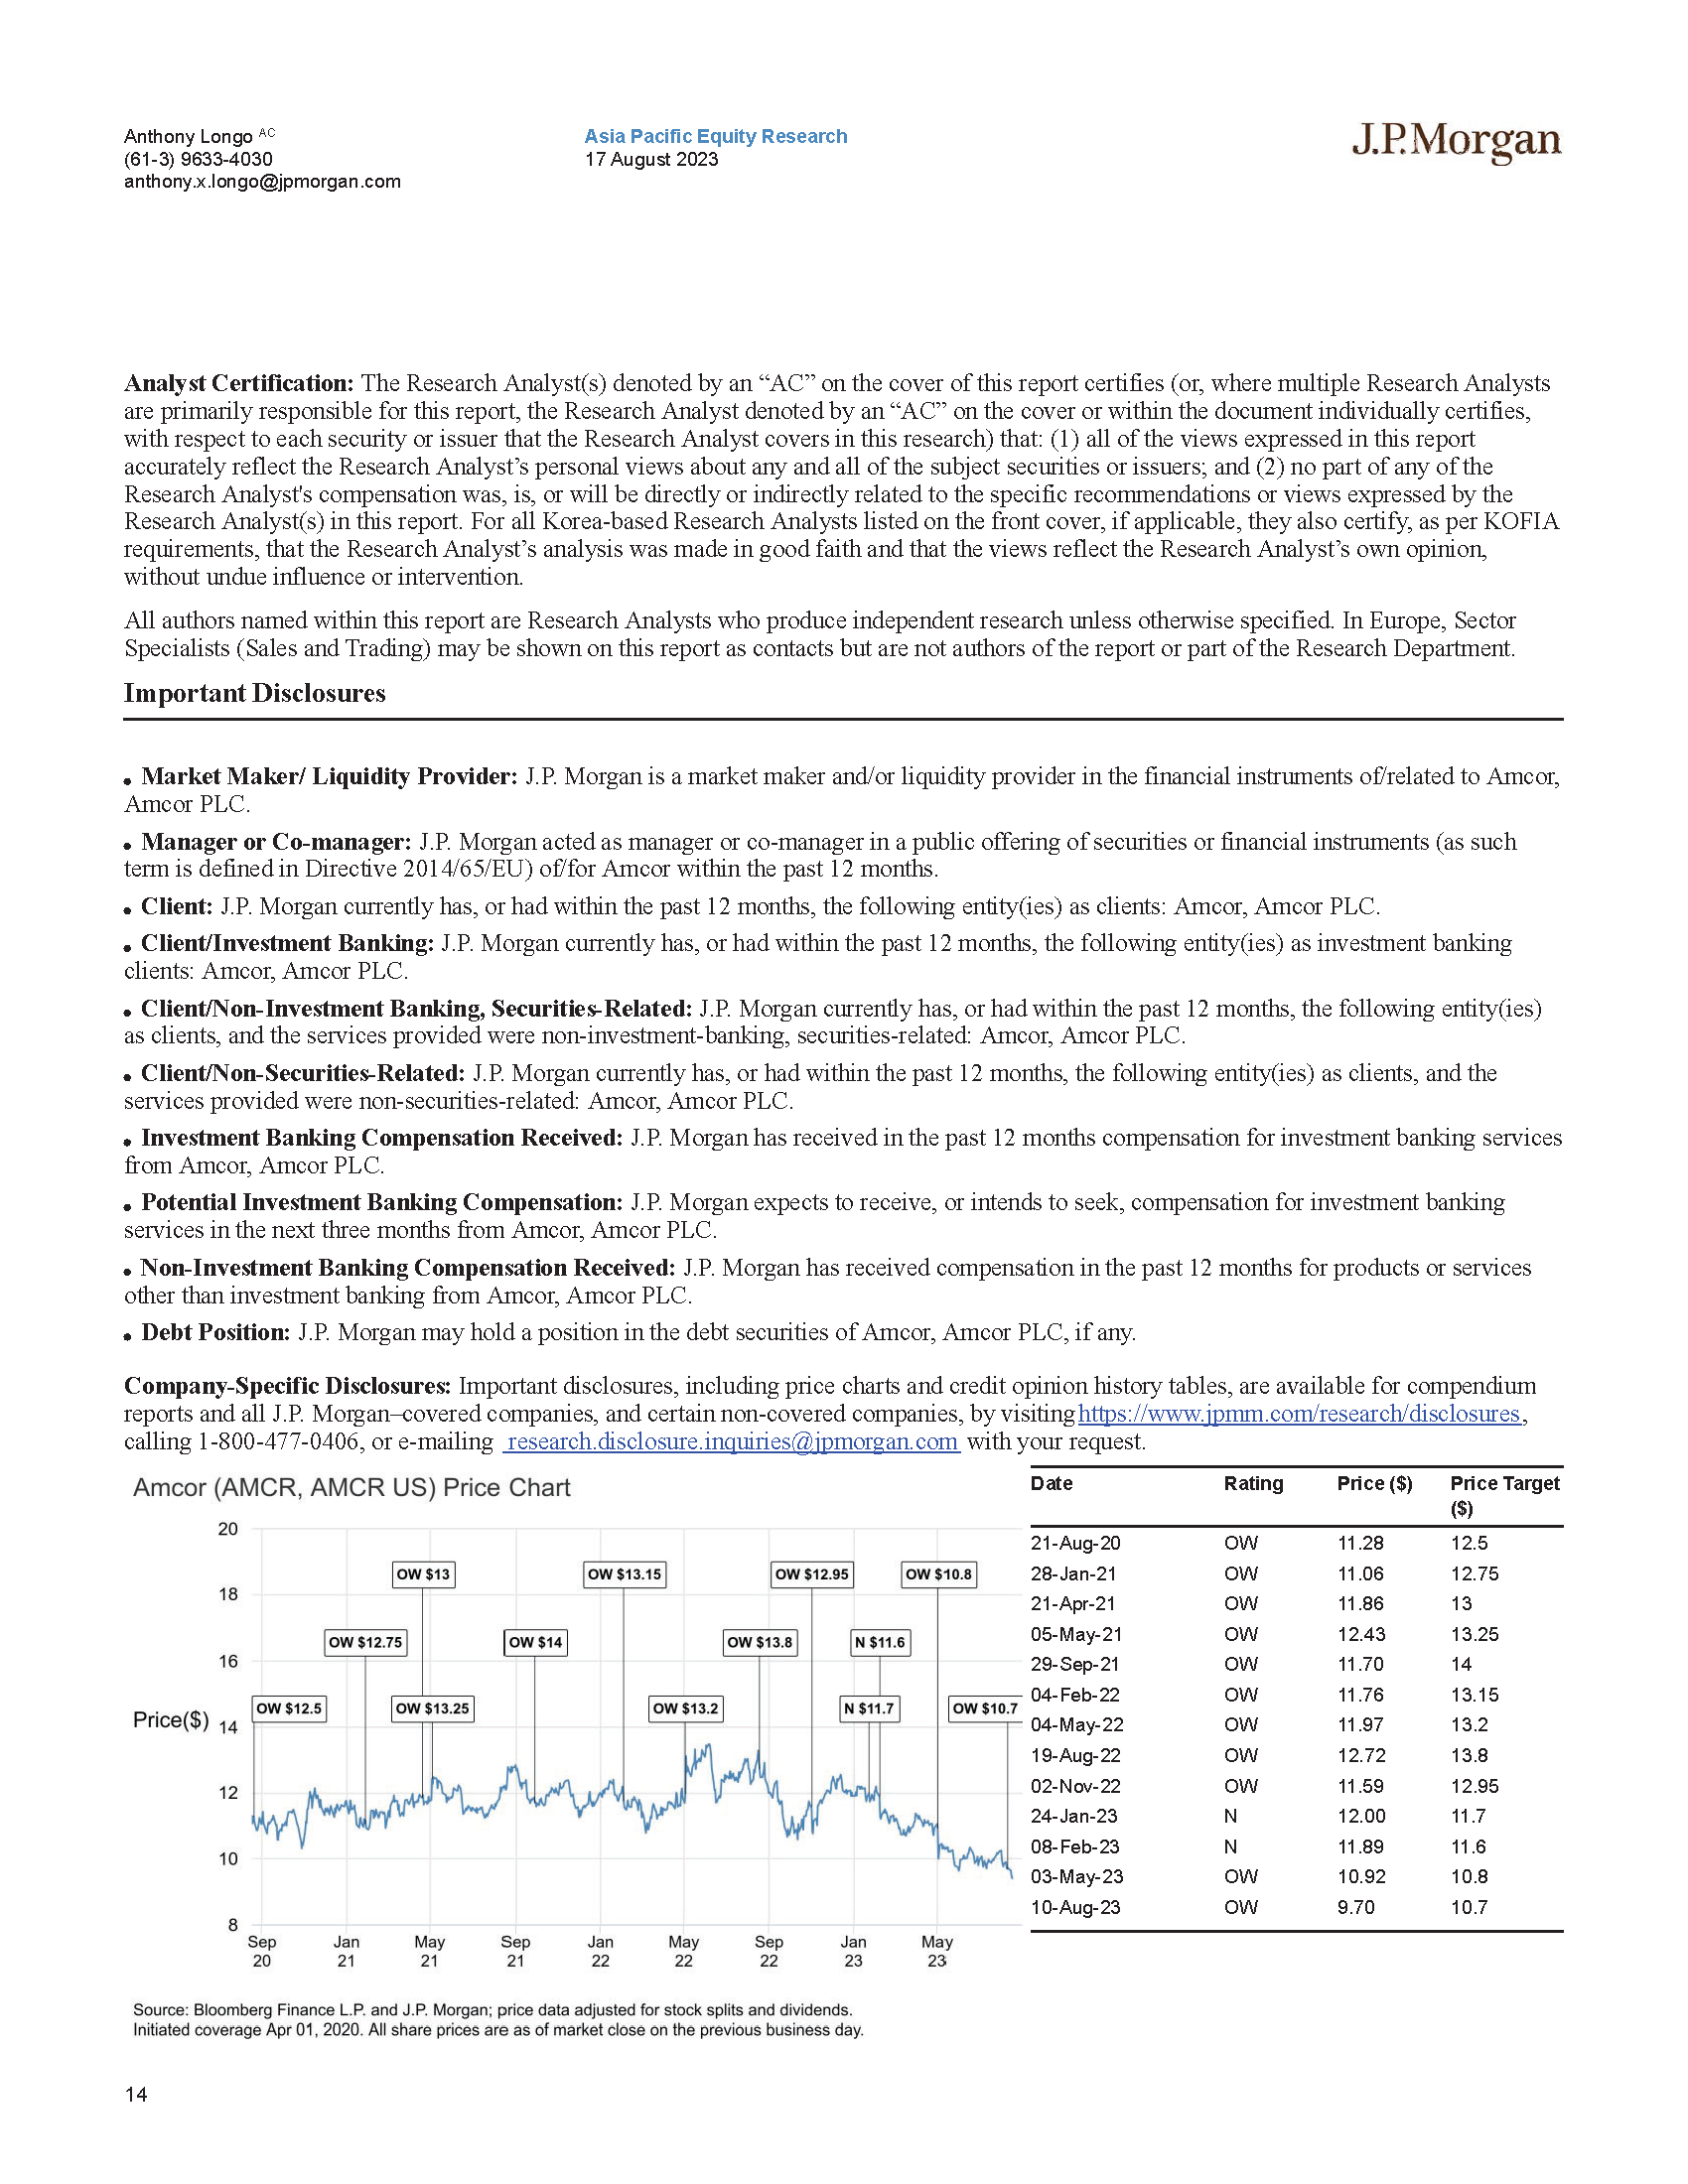 Anthony Longo AC
(61-3) 9633-4030
anthony.x.longo@jpmorgan.com
Asia Pacific Equity Research
17 August 2023
J.P.Morgan
Analyst Certification: The Research Analyst(s) denoted by an “AC” on the cover of this report certifies (or, where multiple Research Analysts
are primarily responsible for this report, the Research Analyst denoted by an “AC” on the cover or within the document individually certifies,
with respect to each security or issuer that the Research Analyst covers in this research) that: (1) all of the views expressed in this report
accurately reflect the Research Analyst’s personal views about any and all of the subject securities or issuers; and (2) no part of any of the
Research Analyst's compensation was, is, or will be directly or indirectly related to the specific recommendations or views expressed by the
Research Analyst(s) in this report. For all Korea-based Research Analysts listed on the front cover, if applicable, they also certify, as per KOFIA
requirements, that the Research Analyst’s analysis was made in good faith and that the views reflect the Research Analyst’s own opinion,
without undue influence or intervention.
All authors named within this report are Research Analysts who produce independent research unless otherwise specified. In Europe, Sector
Specialists (Sales and Trading) may be shown on this report as contacts but are not authors of the report or part of the Research Department.
Important Disclosures
• Market Maker/ Liquidity Provider: J.P. Morgan is a market maker and/or liquidity provider in the financial instruments of/related to Amcor,
Amcor PLC.
• Manager or Co-manager: J.P. Morgan acted as manager or co-manager in a public offering of securities or financial instruments (as such
term is defined in Directive 2014/65/EU) of/for Amcor within the past 12 months.
• Client: J.P. Morgan currently has, or had within the past 12 months, the following entity(ies) as clients: Amcor, Amcor PLC.
• Client/Investment Banking: J.P. Morgan currently has, or had within the past 12 months, the following entity(ies) as investment banking
clients: Amcor, Amcor PLC.
• Client/Non-Investment Banking, Securities-Related: J.P. Morgan currently has, or had within the past 12 months, the following entity(ies)
as clients, and the services provided were non-investment-banking, securities-related: Amcor, Amcor PLC.
• Client/Non-Securities-Related: J.P. Morgan currently has, or had within the past 12 months, the following entity(ies) as clients, and the
services provided were non-securities-related: Amcor, Amcor PLC.
• Investment Banking Compensation Received: J.P. Morgan has received in the past 12 months compensation for investment banking services
from Amcor, Amcor PLC.
• Potential Investment Banking Compensation: J.P. Morgan expects to receive, or intends to seek, compensation for investment banking
services in the next three months from Amcor, Amcor PLC.
• Non-Investment Banking Compensation Received: J.P. Morgan has received compensation in the past 12 months for products or services
other than investment banking from Amcor, Amcor PLC.
• Debt Position: J.P. Morgan may hold a position in the debt securities of Amcor, Amcor PLC, if any.
Company-Specific Disclosures: Important disclosures, including price charts and credit opinion history tables, are available for compendium
reports and all J.P. Morgan–covered companies, and certain non-covered companies, by visiting https://www.jpmm.com/research/disclosures,
calling 1-800-477-0406, or e-mailing research.disclosure.inquiries@jpmorgan.com with your request.
Amcor (AMCR, AMCR US) Price Chart
20
OW $13 OW $13.15 OW $12.95 OW $10.8
18
OW $12.75 OW $14 OW $13.8 N $11.6
16
OW $12.5 OW $13.25 OW $13.2 N $11.7 OW $10.7
Price($) 14
12
10
8
Sep Jan May Sep Jan May Sep Jan May
20 21 21 21 22 22 22 23 23
Date Rating Price ($) Price Target
($)
21-Aug-20 OW 11.28 12.5
28-Jan-21 OW 11.06 12.75
21-Apr-21 OW 11.86 13
05-May-21 OW 12.43 13.25
29-Sep-21 OW 11.70 14
04-Feb-22 OW 11.76 13.15
04-May-22 OW 11.97 13.2
19-Aug-22 OW 12.72 13.8
02-Nov-22 OW 11.59 12.95
24-Jan-23 N 12.00 11.7
08-Feb-23 N 11.89 11.6
03-May-23 OW 10.92 10.8
10-Aug-23 OW 9.70 10.7
Source: Bloomberg Finance L.P. and J.P. Morgan; price data adjusted for stock splits and dividends.
Initiated coverage Apr 01, 2020. All share prices are as of market close on the previous business day.
14